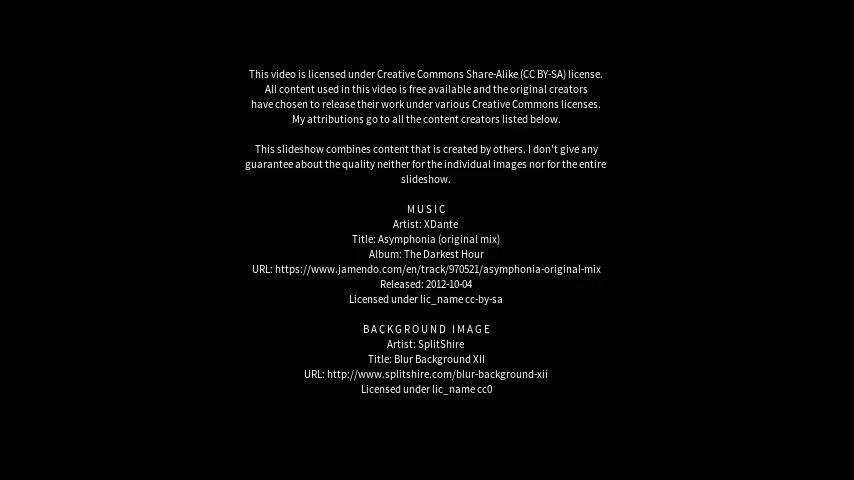 This video is licensed under Creative Commons Share-Alike (CC BY-SA) license.
All content used in this video is free available and the original creators
have chosen to release their work under various Creative Commons licenses.
My attributions go to all the content creators listed below.
This slideshow combines content that is created by others. I don't give any
guarantee about the quality neither for the individual images nor for the entire
slideshow.
M U S I C
Artist: XDante
Title: Asymphonia (original mix)
Album: The Darkest Hour
URL: https://www.jamendo.com/en/track/970521/asymphonia-original-mix
Released: 2012-10-04
Licensed under lic_name cc-by-sa
B A C K G R O U N D   I M A G E
Artist: SplitShire
Title: Blur Background XII
URL: http://www.splitshire.com/blur-background-xii
Licensed under lic_name cc0